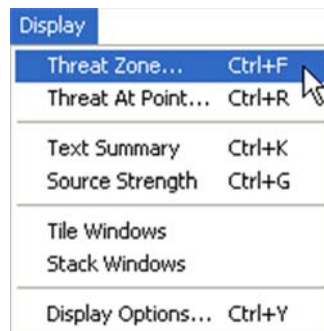 Display
Threat Zone... Ctrl+F
Threat At Point... Ctrl+R
Text Summary Ctrl+K
Source Strength Ctrl+G
Tile Windows
Stack Windows
Display Options... Ctrl+Y